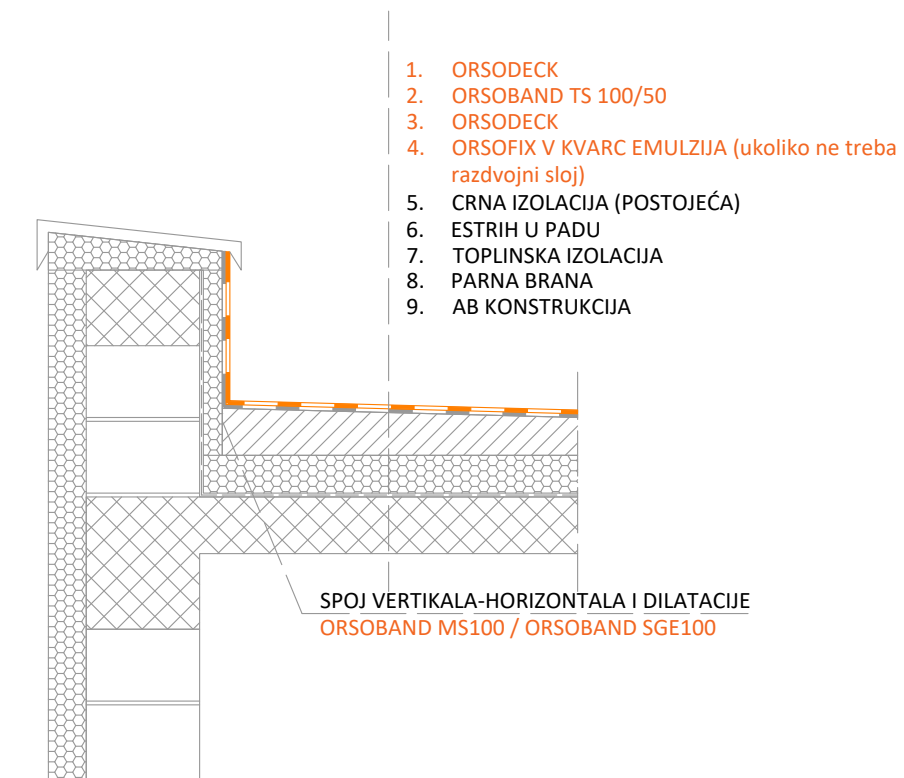 1. ORSODECK
2. ORSOBAND TS 100/50
3. ORSODECK
4. ORSOFIX V KVARC EMULZIJA (ukoliko ne treba
razdvojni sloj)
5. CRNA IZOLACIJA (POSTOJEĆA)
6. ESTRIH U PADU
7. TOPLINSKA IZOLACIJA
8. PARNA BRANA
9. AB KONSTRUKCIJA
SPOJ VERTIKALA-HORIZONTALA I DILATACIJE
ORSOBAND MS100 / ORSOBAND SGE100